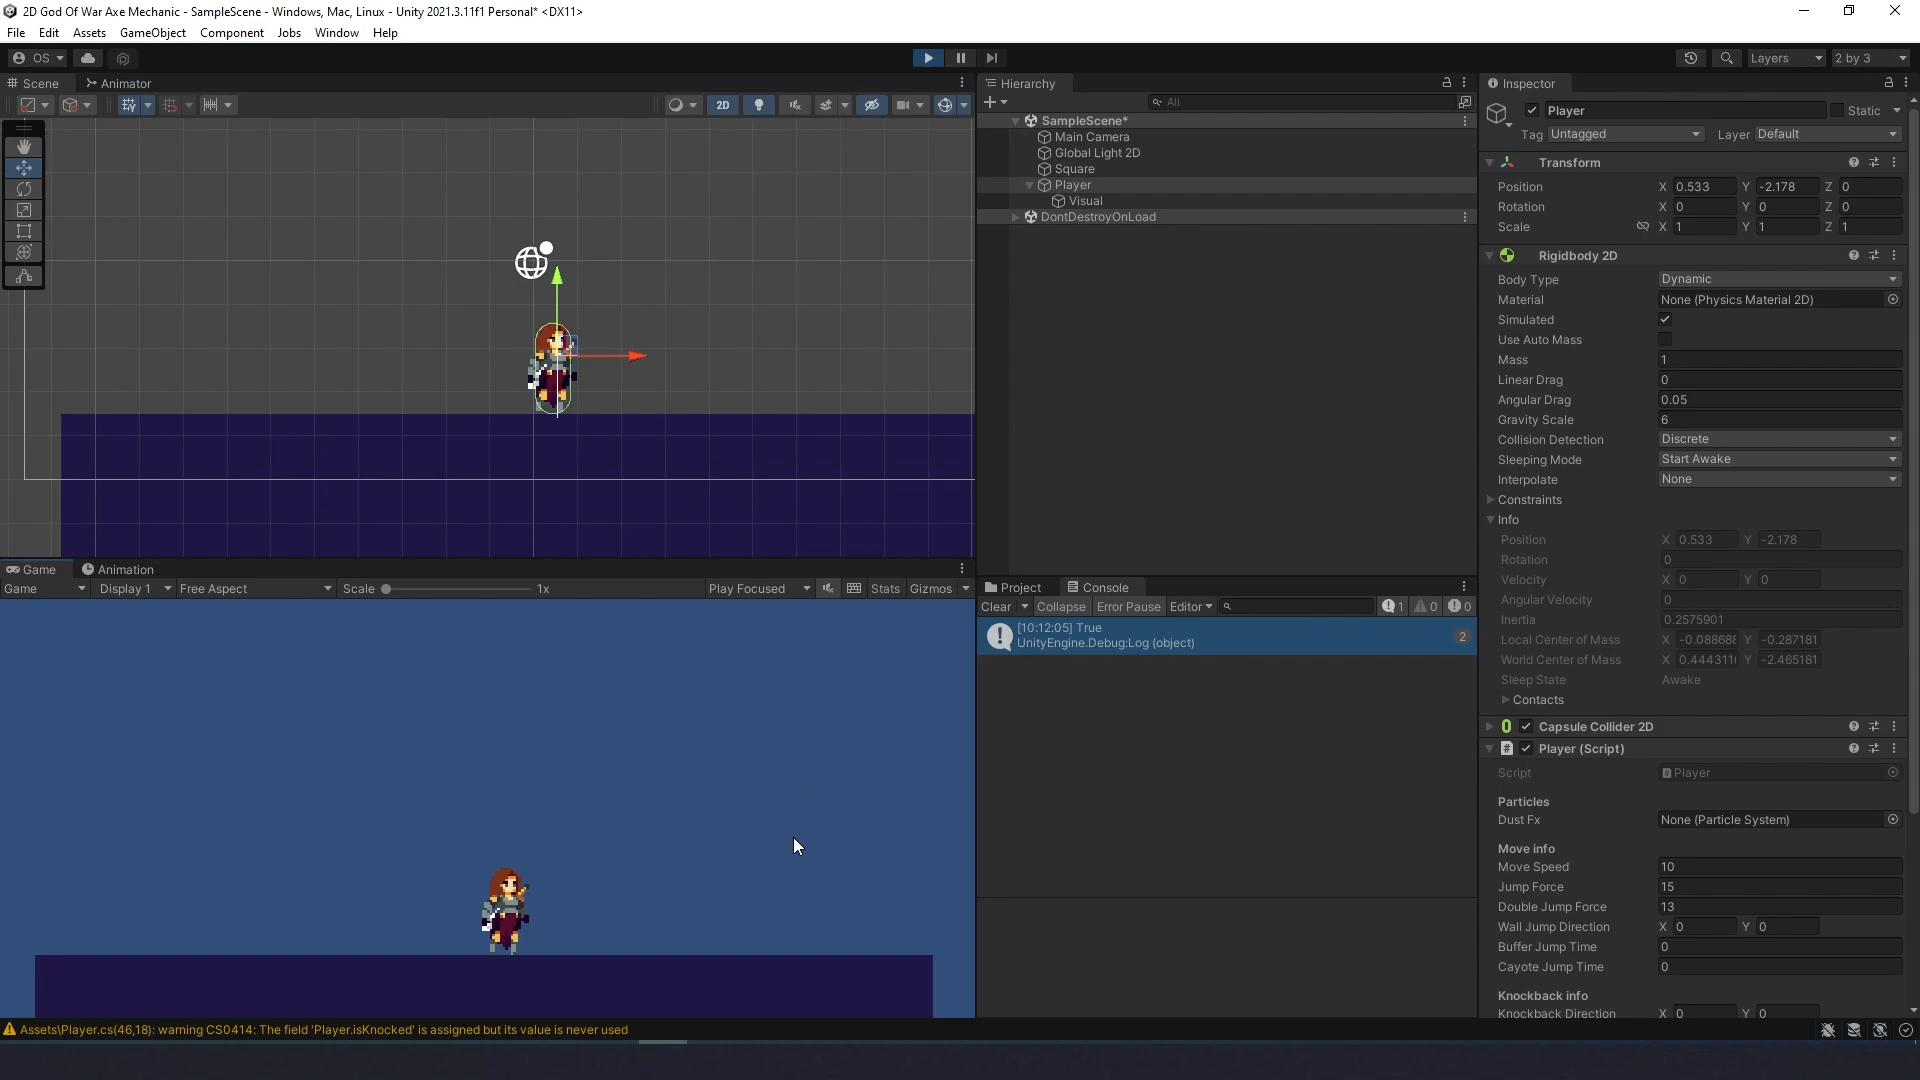 2D God Of War Axe Mechanic - SampleScene - Windows, Mac, Linux - Unity 2021.3.11f1 Personal* <DX11>
File Edit Assets GameObject Component Jobs Window Help
OS Layers 2 by 3
Scene Animator
2D
Hierarchy
All
SampleScene*
Main Camera
Global Light 2D
Square
Player
Visual
DontDestroyOnLoad
Inspector
Player Static
Tag Untagged Layer Default
Transform
Position X 0.533 Y -2.178 Z 0
Rotation X 0 Y 0 Z 0
Scale X 1 Y 1 Z 1
Rigidbody 2D
Body Type Dynamic
Material None (Physics Material 2D)
Simulated
Use Auto Mass
Mass 1
Linear Drag 0
Angular Drag 0.05
Gravity Scale 6
Collision Detection Discrete
Sleeping Mode Start Awake
Interpolate None
Constraints
Info
Position X 0.533 Y -2.178
Rotation 0
Velocity X 0 Y 0
Angular Velocity 0
Inertia 0.2575901
Local Center of Mass X -0.08868 Y -0.287181
World Center of Mass X 0.444311 Y -2.465181
Sleep State Awake
Contacts
Capsule Collider 2D
Player (Script)
Script Player
Particles
Dust Fx None (Particle System)
Move info
Move Speed 10
Jump Force 15
Double Jump Force 13
Wall Jump Direction X 0 Y 0
Buffer Jump Time 0
Cayote Jump Time 0
Knockback info
Knockback Direction X 0 Y 0
Game Animation
Game Display 1 Free Aspect Scale 1x Play Focused Stats Gizmos
Project Console
Clear Collapse Error Pause Editor 1 0 0
[10:12:05] True
UnityEngine.Debug:Log (object)
2
Assets\Player.cs(46,18): warning CS0414: The field 'Player.isKnocked' is assigned but its value is never used